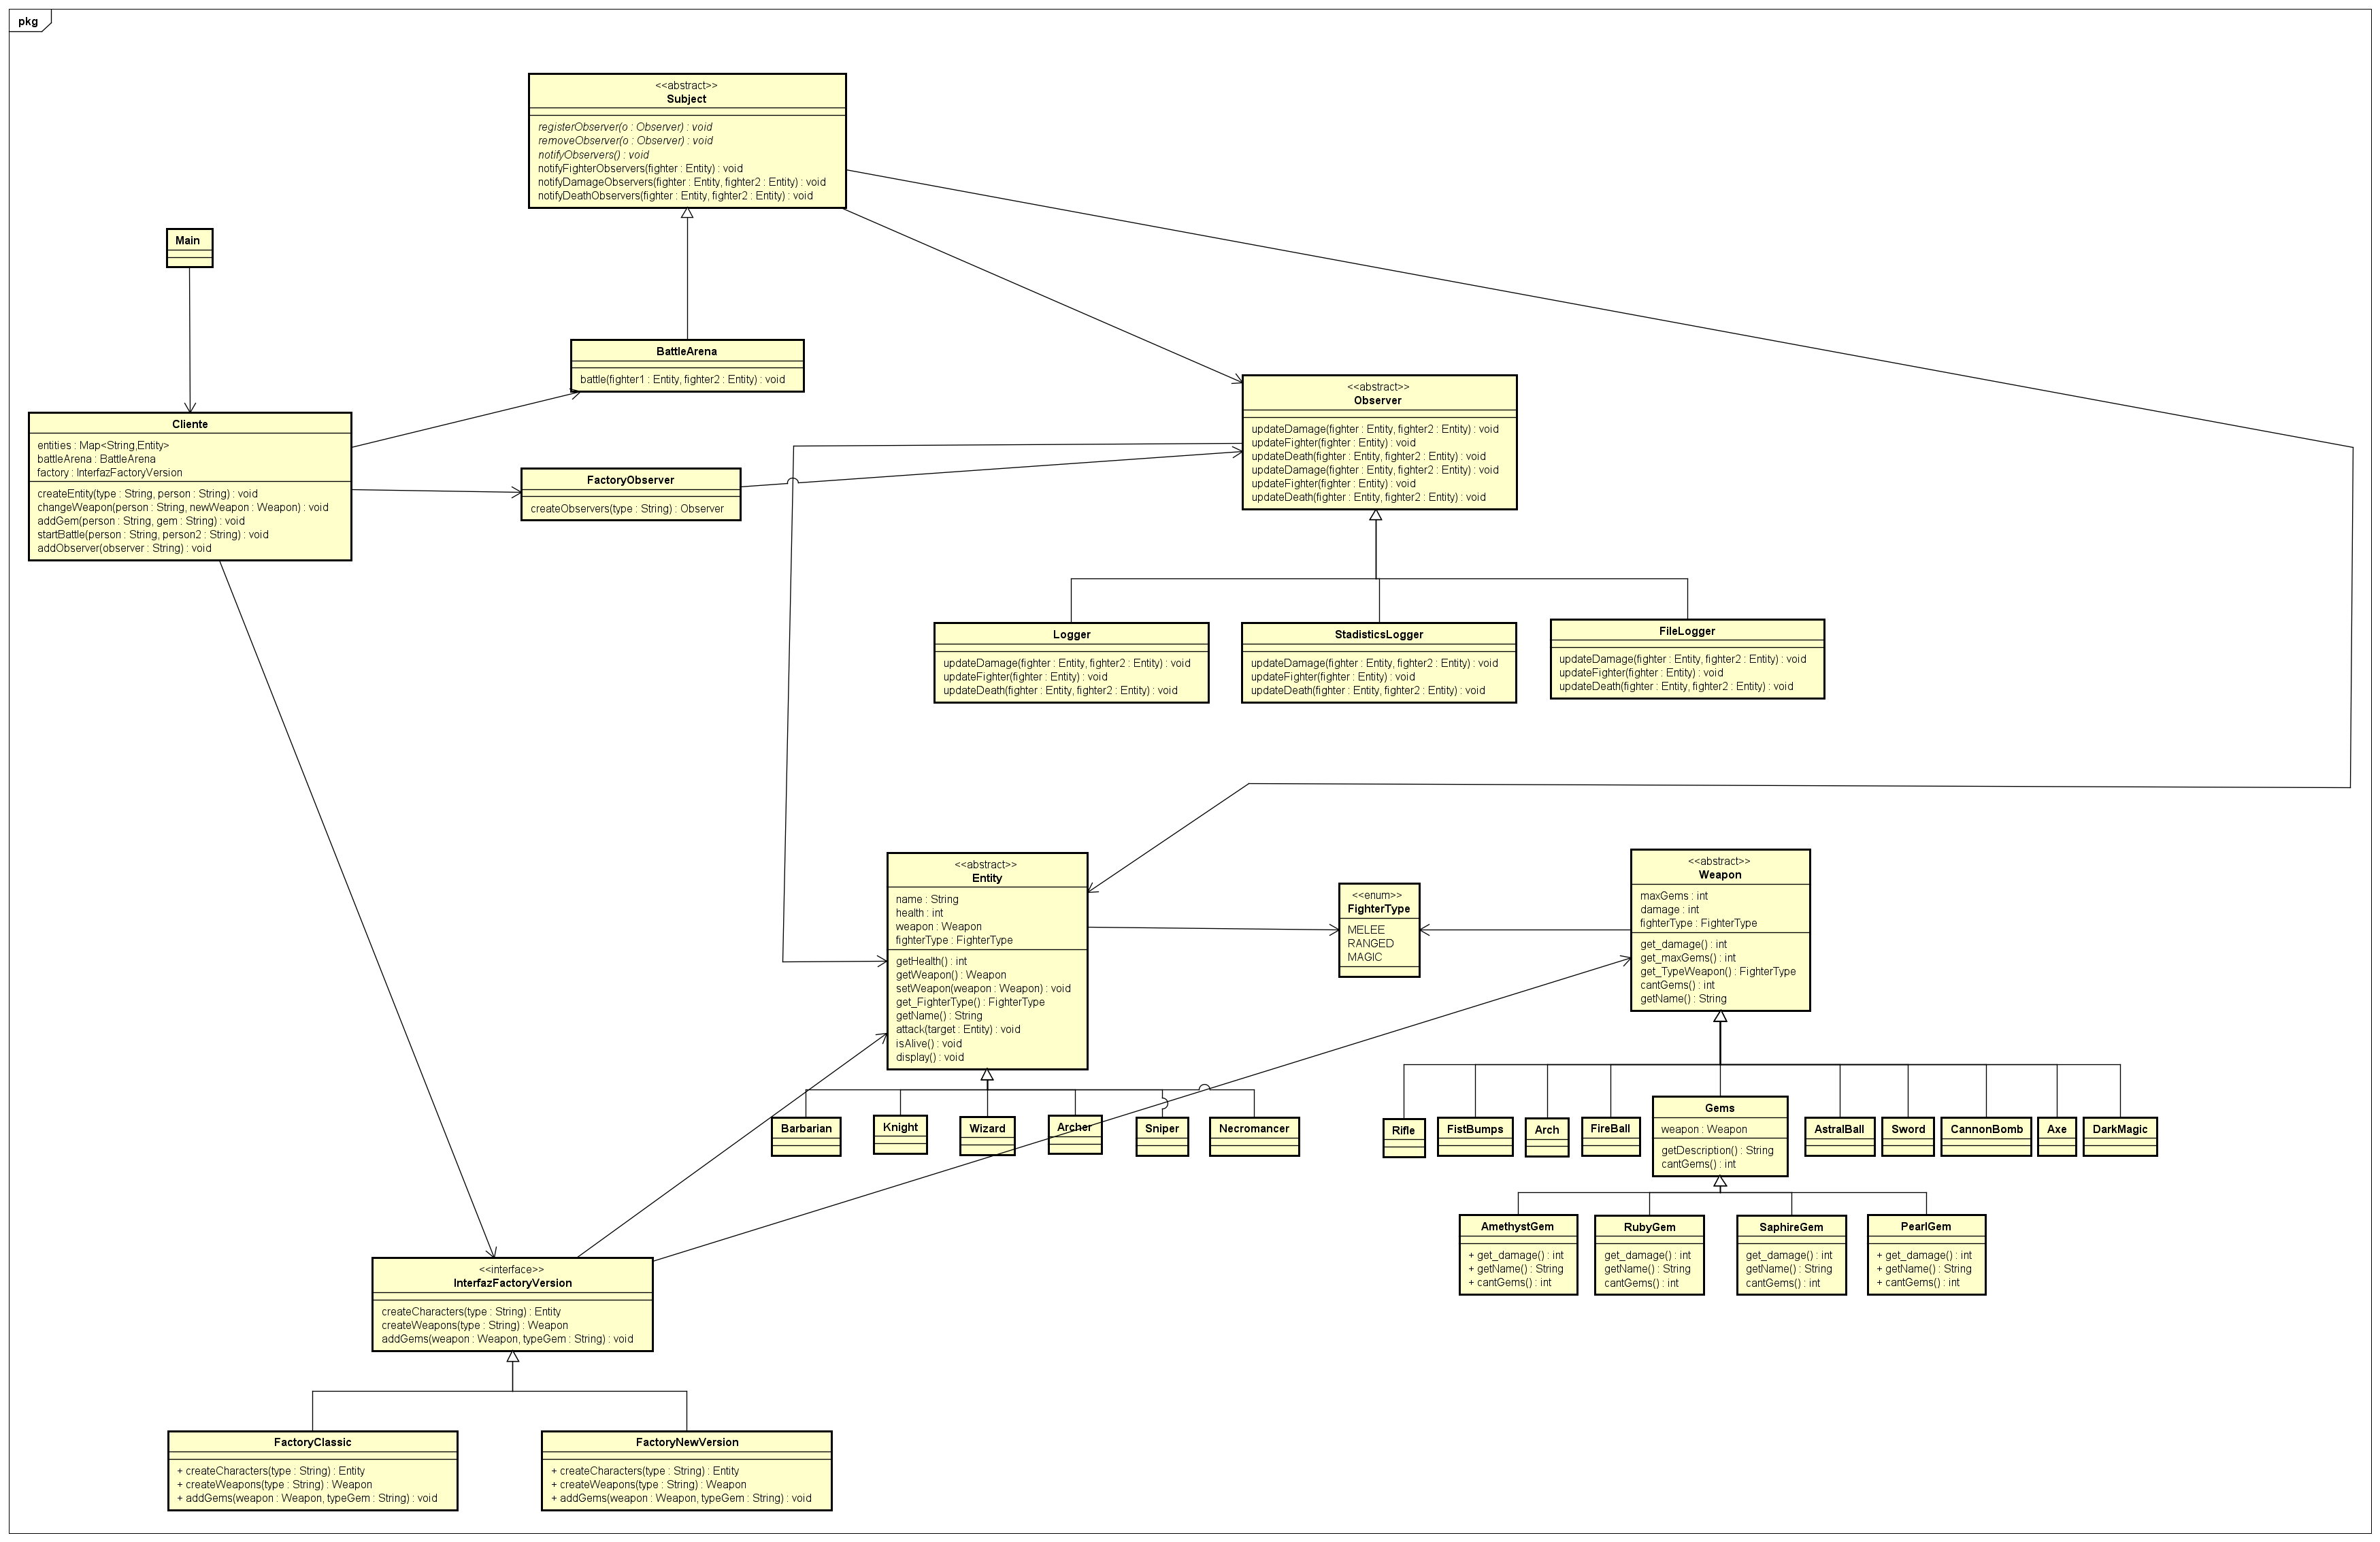 pkg
<<abstract>>
Subject
registerObserver(o : Observer) : void
removeObserver(o : Observer) : void
notifyObservers() : void
notifyFighterObservers(fighter : Entity) : void
notifyDamageObservers(fighter : Entity, fighter2 : Entity) : void
notifyDeathObservers(fighter : Entity, fighter2 : Entity) : void
Main
BattleArena
battle(fighter1 : Entity, fighter2 : Entity) : void
Cliente
entities : Map<String,Entity>
battleArena : BattleArena
factory : InterfazFactoryVersion
createEntity(type : String, person : String) : void
changeWeapon(person : String, newWeapon : Weapon) : void
addGem(person : String, gem : String) : void
startBattle(person : String, person2 : String) : void
addObserver(observer : String) : void
FactoryObserver
createObservers(type : String) : Observer
<<abstract>>
Observer
updateDamage(fighter : Entity, fighter2 : Entity) : void
updateFighter(fighter : Entity) : void
updateDeath(fighter : Entity, fighter2 : Entity) : void
updateDamage(fighter : Entity, fighter2 : Entity) : void
updateFighter(fighter : Entity) : void
updateDeath(fighter : Entity, fighter2 : Entity) : void
Logger
updateDamage(fighter : Entity, fighter2 : Entity) : void
updateFighter(fighter : Entity) : void
updateDeath(fighter : Entity, fighter2 : Entity) : void
StadisticsLogger
updateDamage(fighter : Entity, fighter2 : Entity) : void
updateFighter(fighter : Entity) : void
updateDeath(fighter : Entity, fighter2 : Entity) : void
FileLogger
updateDamage(fighter : Entity, fighter2 : Entity) : void
updateFighter(fighter : Entity) : void
updateDeath(fighter : Entity, fighter2 : Entity) : void
<<abstract>>
Entity
name : String
health : int
weapon : Weapon
fighterType : FighterType
getHealth() : int
getWeapon() : Weapon
setWeapon(weapon : Weapon) : void
get_FighterType() : FighterType
getName() : String
attack(target : Entity) : void
isAlive() : void
display() : void
<<enum>>
FighterType
MELEE
RANGED
MAGIC
<<abstract>>
Weapon
maxGems : int
damage : int
fighterType : FighterType
get_damage() : int
get_maxGems() : int
get_TypeWeapon() : FighterType
cantGems() : int
getName() : String
Barbarian
Knight
Wizard
Archer
Sniper
Necromancer
Rifle
FistBumps
Arch
FireBall
Gems
weapon : Weapon
getDescription() : String
cantGems() : int
AstralBall
Sword
CannonBomb
Axe
DarkMagic
AmethystGem
+ get_damage() : int
+ getName() : String
+ cantGems() : int
RubyGem
get_damage() : int
getName() : String
cantGems() : int
SaphireGem
get_damage() : int
getName() : String
cantGems() : int
PearlGem
+ get_damage() : int
+ getName() : String
+ cantGems() : int
<<interface>>
InterfazFactoryVersion
createCharacters(type : String) : Entity
createWeapons(type : String) : Weapon
addGems(weapon : Weapon, typeGem : String) : void
FactoryClassic
+ createCharacters(type : String) : Entity
+ createWeapons(type : String) : Weapon
+ addGems(weapon : Weapon, typeGem : String) : void
FactoryNewVersion
+ createCharacters(type : String) : Entity
+ createWeapons(type : String) : Weapon
+ addGems(weapon : Weapon, typeGem : String) : void